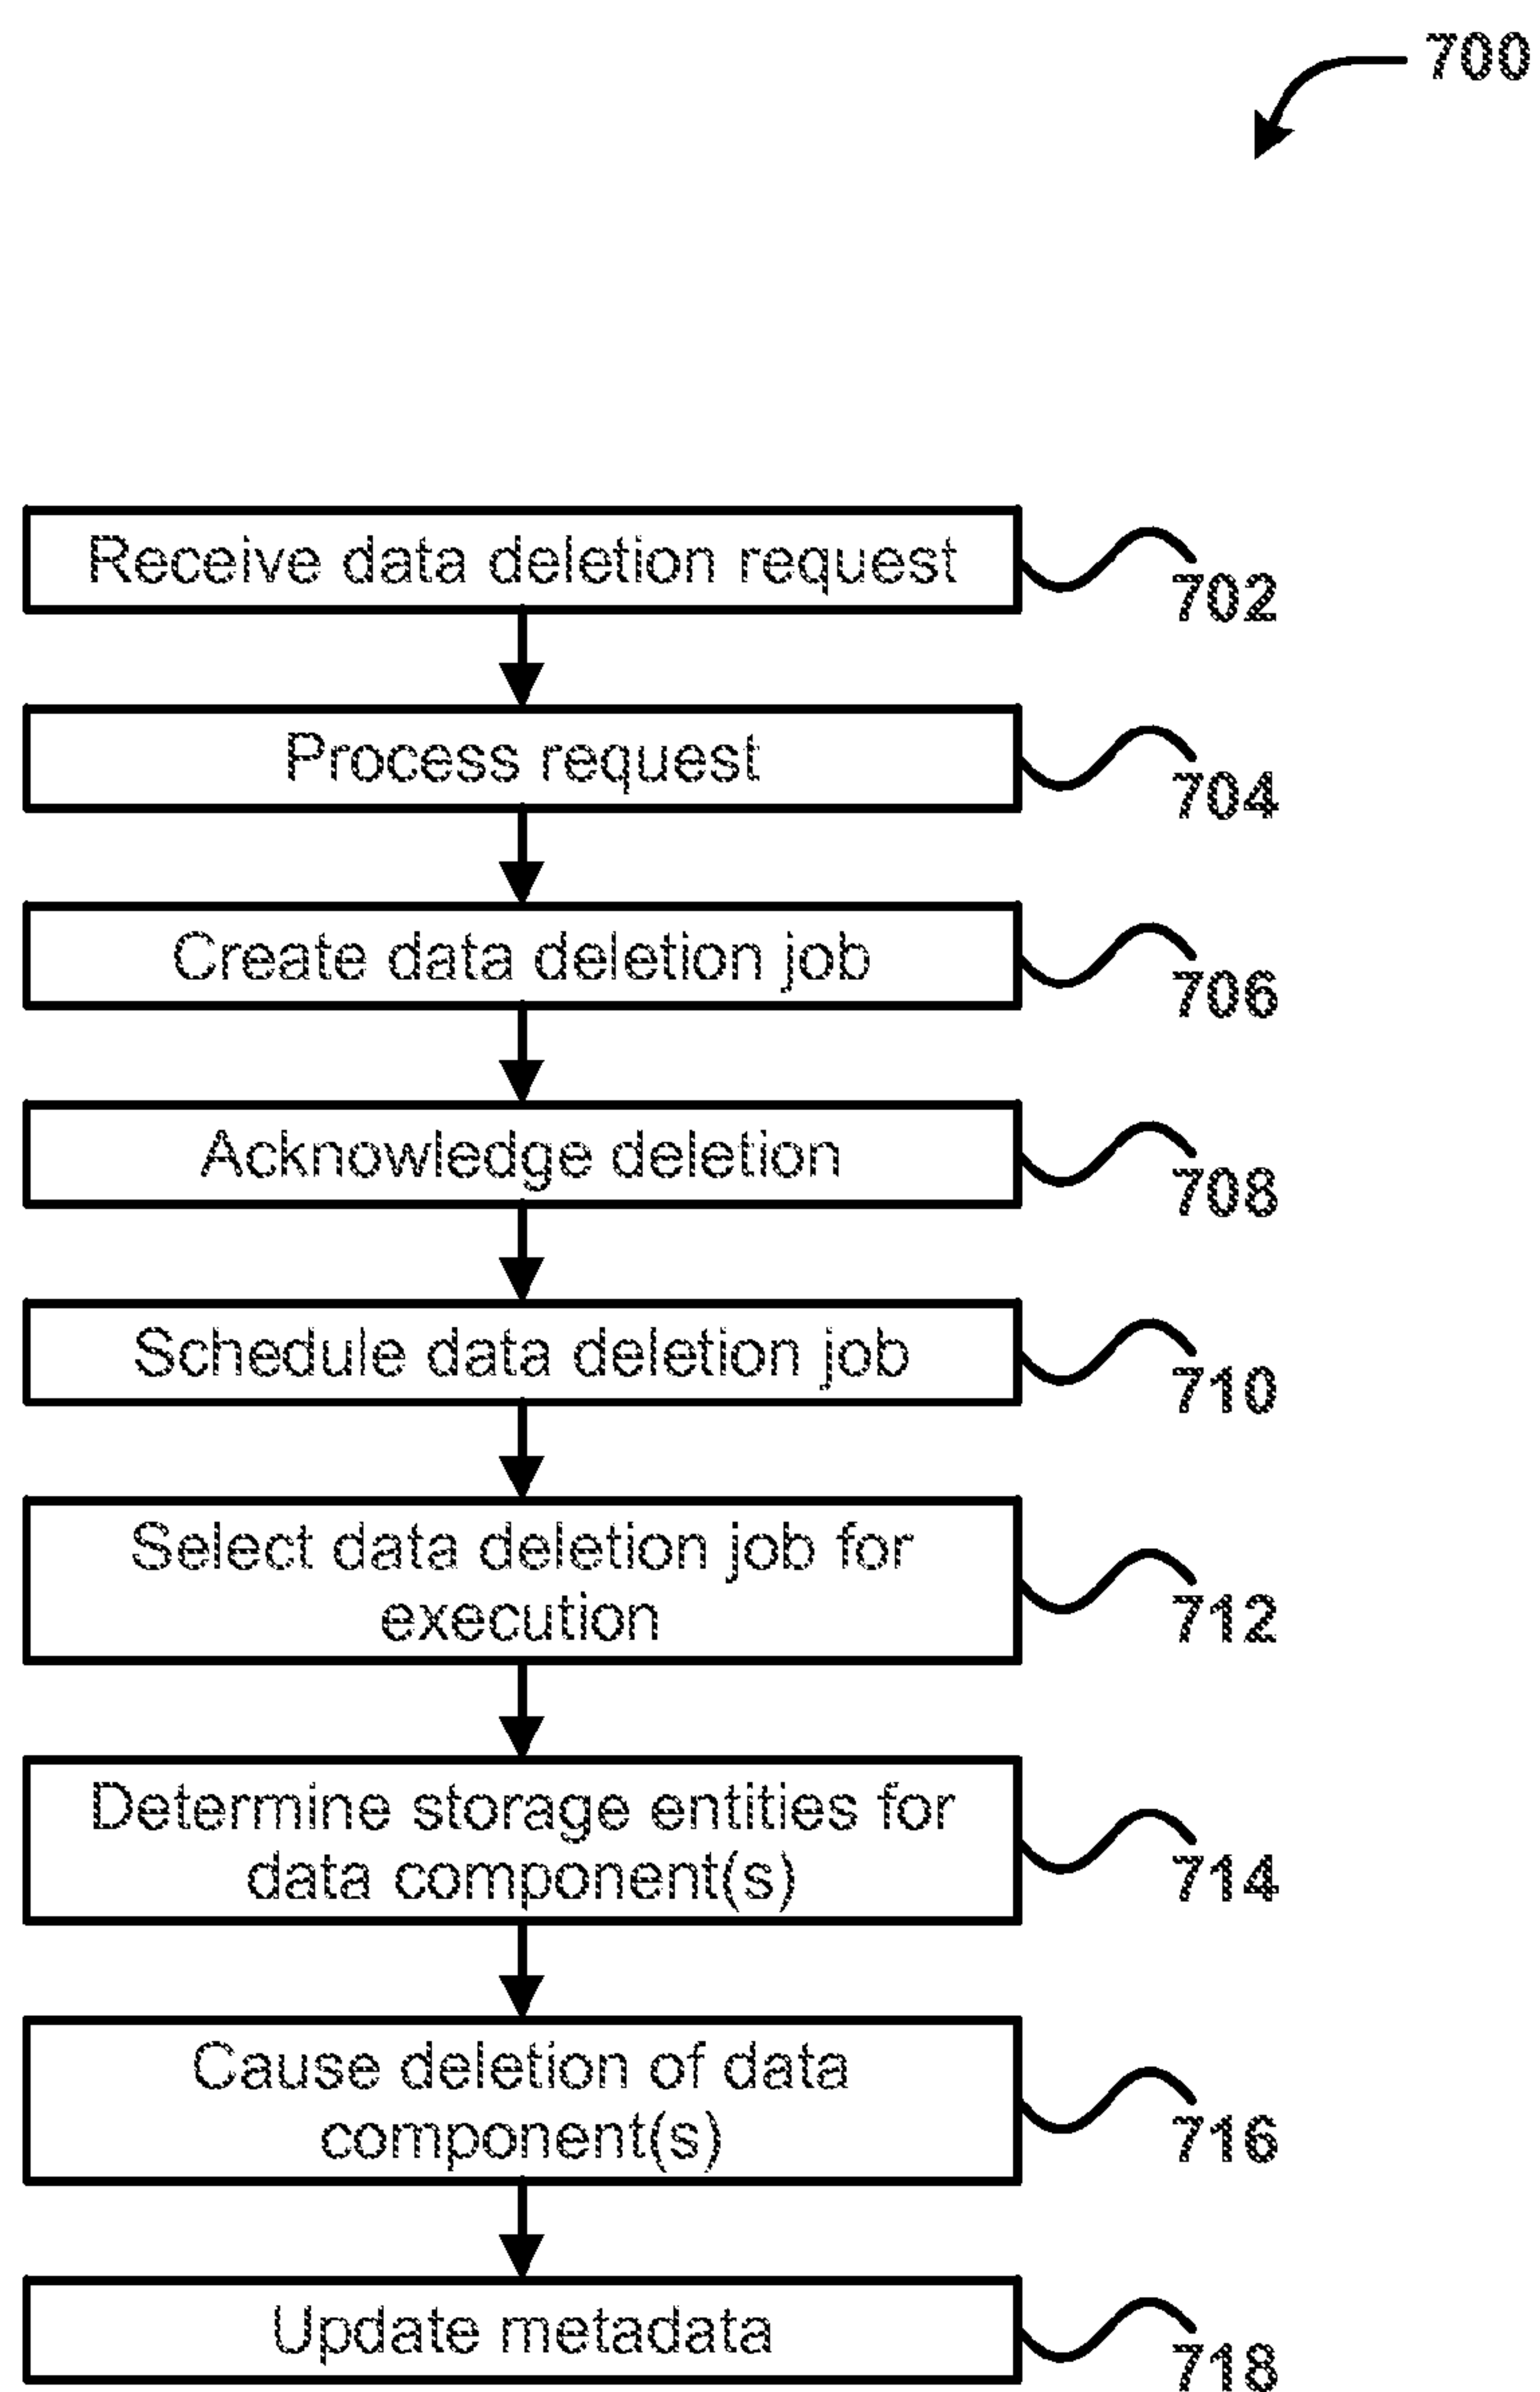 700
Receive data deletion request
702
Process request
704
Create data deletion job
706
Acknowledge deletion
708
Schedule data deletion job
710
Select data deletion job for
execution
712
Determine storage entities for
data component(s)
714
Cause deletion of data
component(s)
716
Update metadata
718